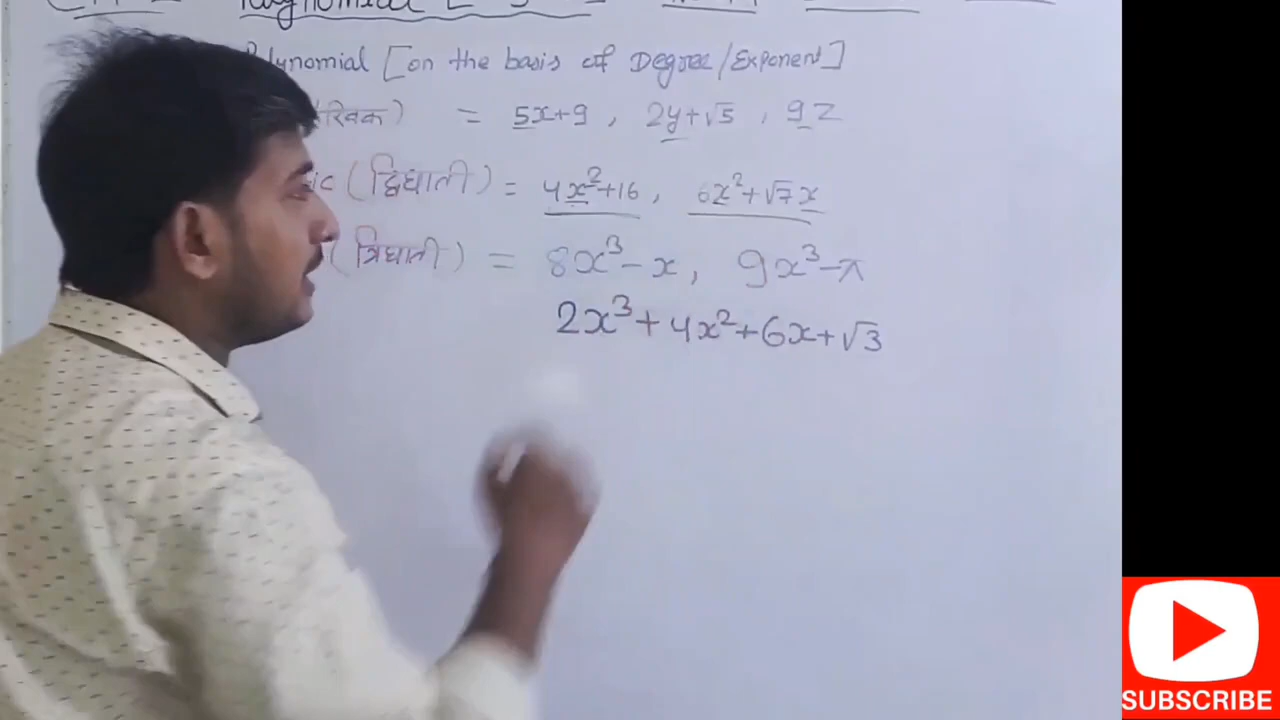 Polynomial [on the basis of Degree/Exponent]
= 5x+9, 2y+√5, 9z
(द्विघाती) = 4x²+16, 6x²+√7x
(त्रिघाती) = 8x³-x, 9x³-π
2x³+4x²+6x+√3
SUBSCRIBE